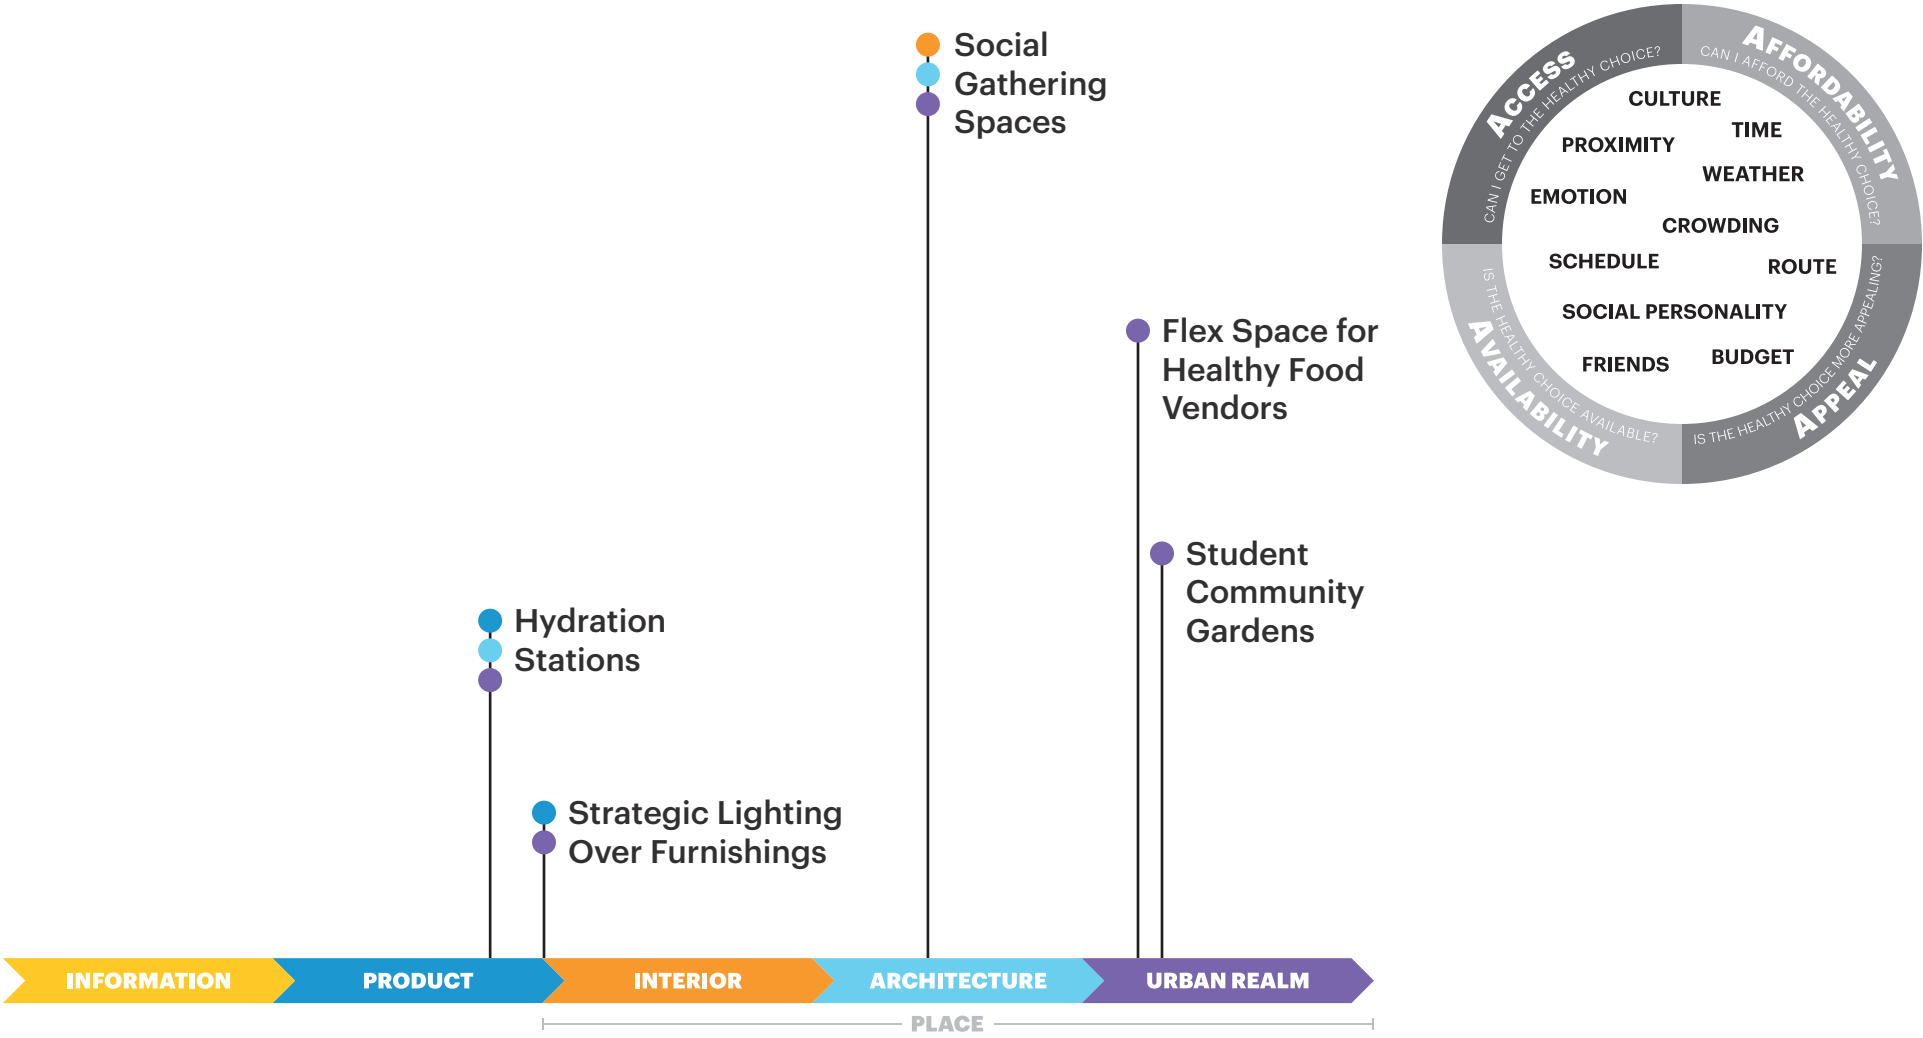 Social
Gathering
Spaces
Flex Space for
Healthy Food
Vendors
Student
Community
Gardens
Hydration
Stations
Strategic Lighting
Over Furnishings
INFORMATION
PRODUCT
INTERIOR
ARCHITECTURE
URBAN REALM
PLACE
ACCESS
CAN I GET TO THE HEALTHY CHOICE?
AFFORDABILITY
CAN I AFFORD THE HEALTHY CHOICE?
CULTURE
TIME
PROXIMITY
WEATHER
EMOTION
CROWDING
SCHEDULE
ROUTE
SOCIAL PERSONALITY
FRIENDS
BUDGET
IS THE HEALTHY CHOICE AVAILABLE?
AVAILABILITY
IS THE HEALTHY CHOICE MORE APPEALING?
APPEAL